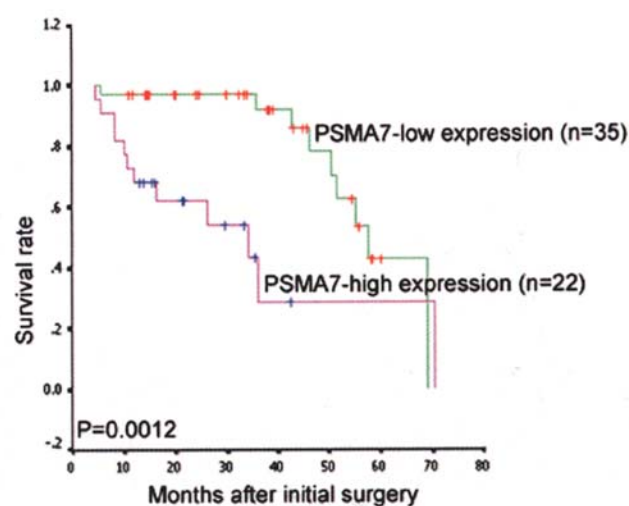 1.2
1.0
.8
.6
.4
.2
0.0
-.2
Survival rate
PSMA7-low expression (n=35)
PSMA7-high expression (n=22)
P=0.0012
0 10 20 30 40 50 60 70 80
Months after initial surgery